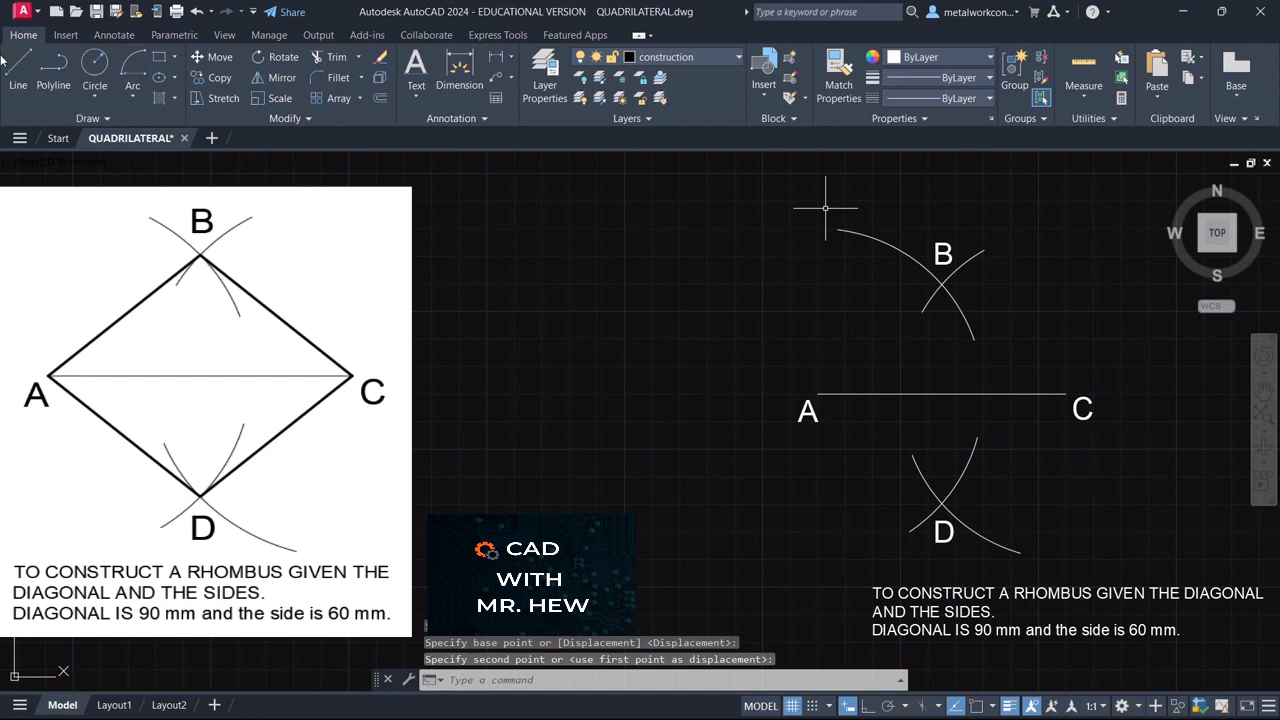 Share
Autodesk AutoCAD 2024 - EDUCATIONAL VERSION
QUADRILATERAL.dwg
Type a keyword or phrase
metalworkcon...
Home
Insert
Annotate
Parametric
View
Manage
Output
Add-ins
Collaborate
Express Tools
Featured Apps
Line
Polyline
Circle
Arc
Draw
Move
Copy
Stretch
Rotate
Mirror
Scale
Trim
Fillet
Array
Modify
Text
Dimension
Annotation
Layer
Properties
construction
Layers
Insert
Block
Match
Properties
ByLayer
ByLayer
ByLayer
Properties
Group
Groups
Measure
Utilities
Paste
Clipboard
Base
View
Start
QUADRILATERAL*
B
A
C
D
TO CONSTRUCT A RHOMBUS GIVEN THE
DIAGONAL AND THE SIDES.
DIAGONAL IS 90 mm and the side is 60 mm.
CAD
WITH
MR. HEW
B
A
C
D
TO CONSTRUCT A RHOMBUS GIVEN THE DIAGONAL
AND THE SIDES.
DIAGONAL IS 90 mm and the side is 60 mm.
N
W
TOP
E
S
WCS
Specify base point or [Displacement] <Displacement>:
Specify second point or <use first point as displacement>:
Type a command
Model
Layout1
Layout2
MODEL
1:1